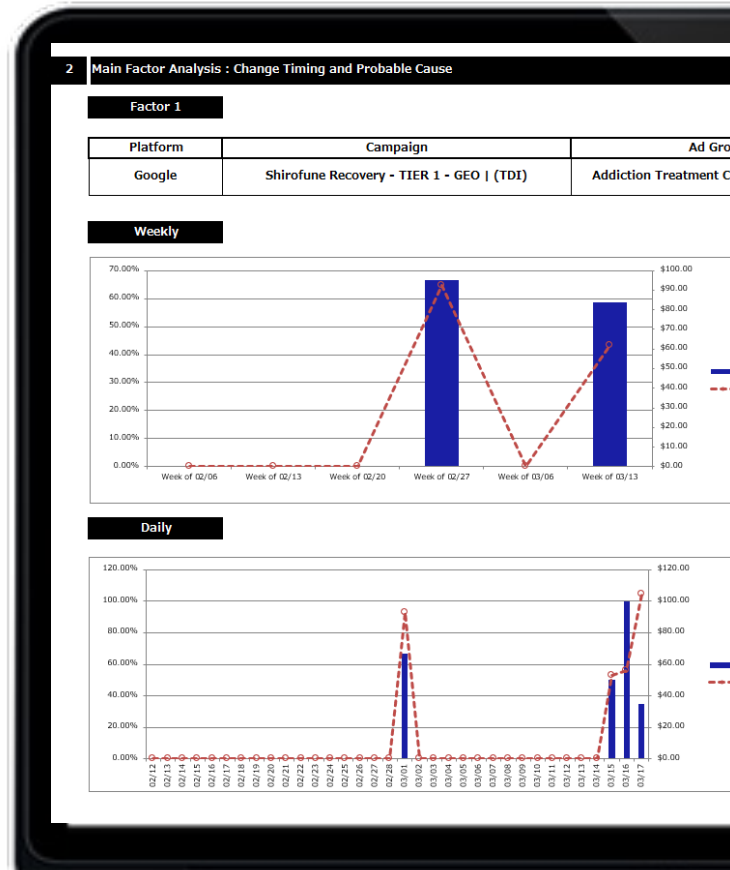 2 Main Factor Analysis : Change Timing and Probable Cause
Factor 1
Platform Campaign Ad Gro
Google Shirofune Recovery - TIER 1 - GEO | (TDI) Addiction Treatment C
Weekly
70.00% $100.00
60.00% $90.00
50.00% $80.00
40.00% $70.00
30.00% $60.00
20.00% $50.00
10.00% $40.00
0.00% $30.00
$20.00
$10.00
$0.00
Week of 02/06 Week of 02/13 Week of 02/20 Week of 02/27 Week of 03/06 Week of 03/13
Daily
120.00% $120.00
100.00% $100.00
80.00% $80.00
60.00% $60.00
40.00% $40.00
20.00% $20.00
0.00% $0.00
02/12 02/13 02/14 02/15 02/16 02/17 02/18 02/19 02/20 02/21 02/22 02/23 02/24 02/25 02/26 02/27 02/28 03/01 03/02 03/03 03/04 03/05 03/06 03/07 03/08 03/09 03/10 03/11 03/12 03/13 03/14 03/15 03/16 03/17